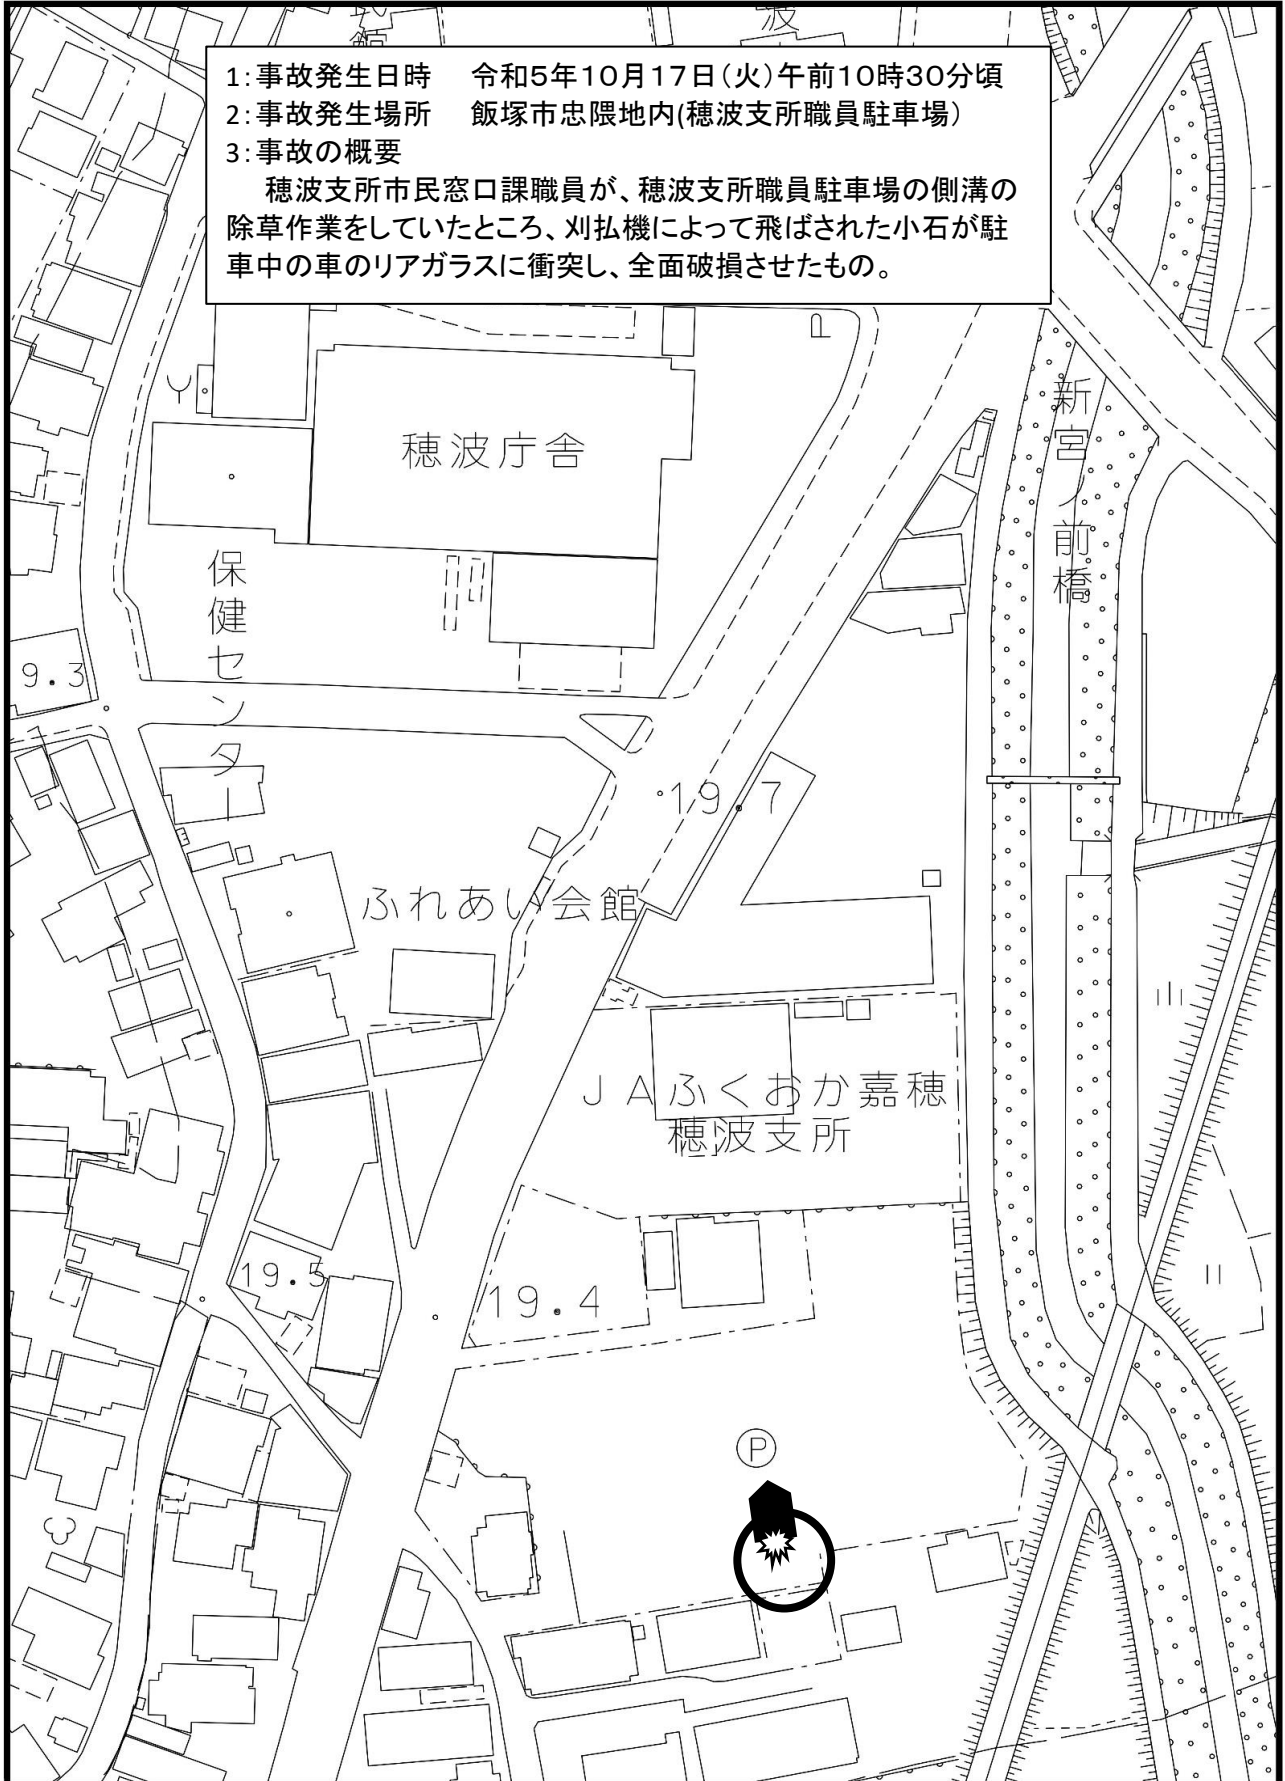 波
1:事故発生日時　令和5年10月17日(火)午前10時30分頃
2:事故発生場所　飯塚市忠隈地内(穂波支所職員駐車場)
3:事故の概要
穂波支所市民窓口課職員が、穂波支所職員駐車場の側溝の
除草作業をしていたところ、刈払機によって飛ばされた小石が駐
車中の車のリアガラスに衝突し、全面破損させたもの。
P
新宮ノ前橋
穂波庁舎
保健センター
9.3
19.7
ふれあい会館
JAふくおか嘉穂
穂波支所
19.5
19.4
P